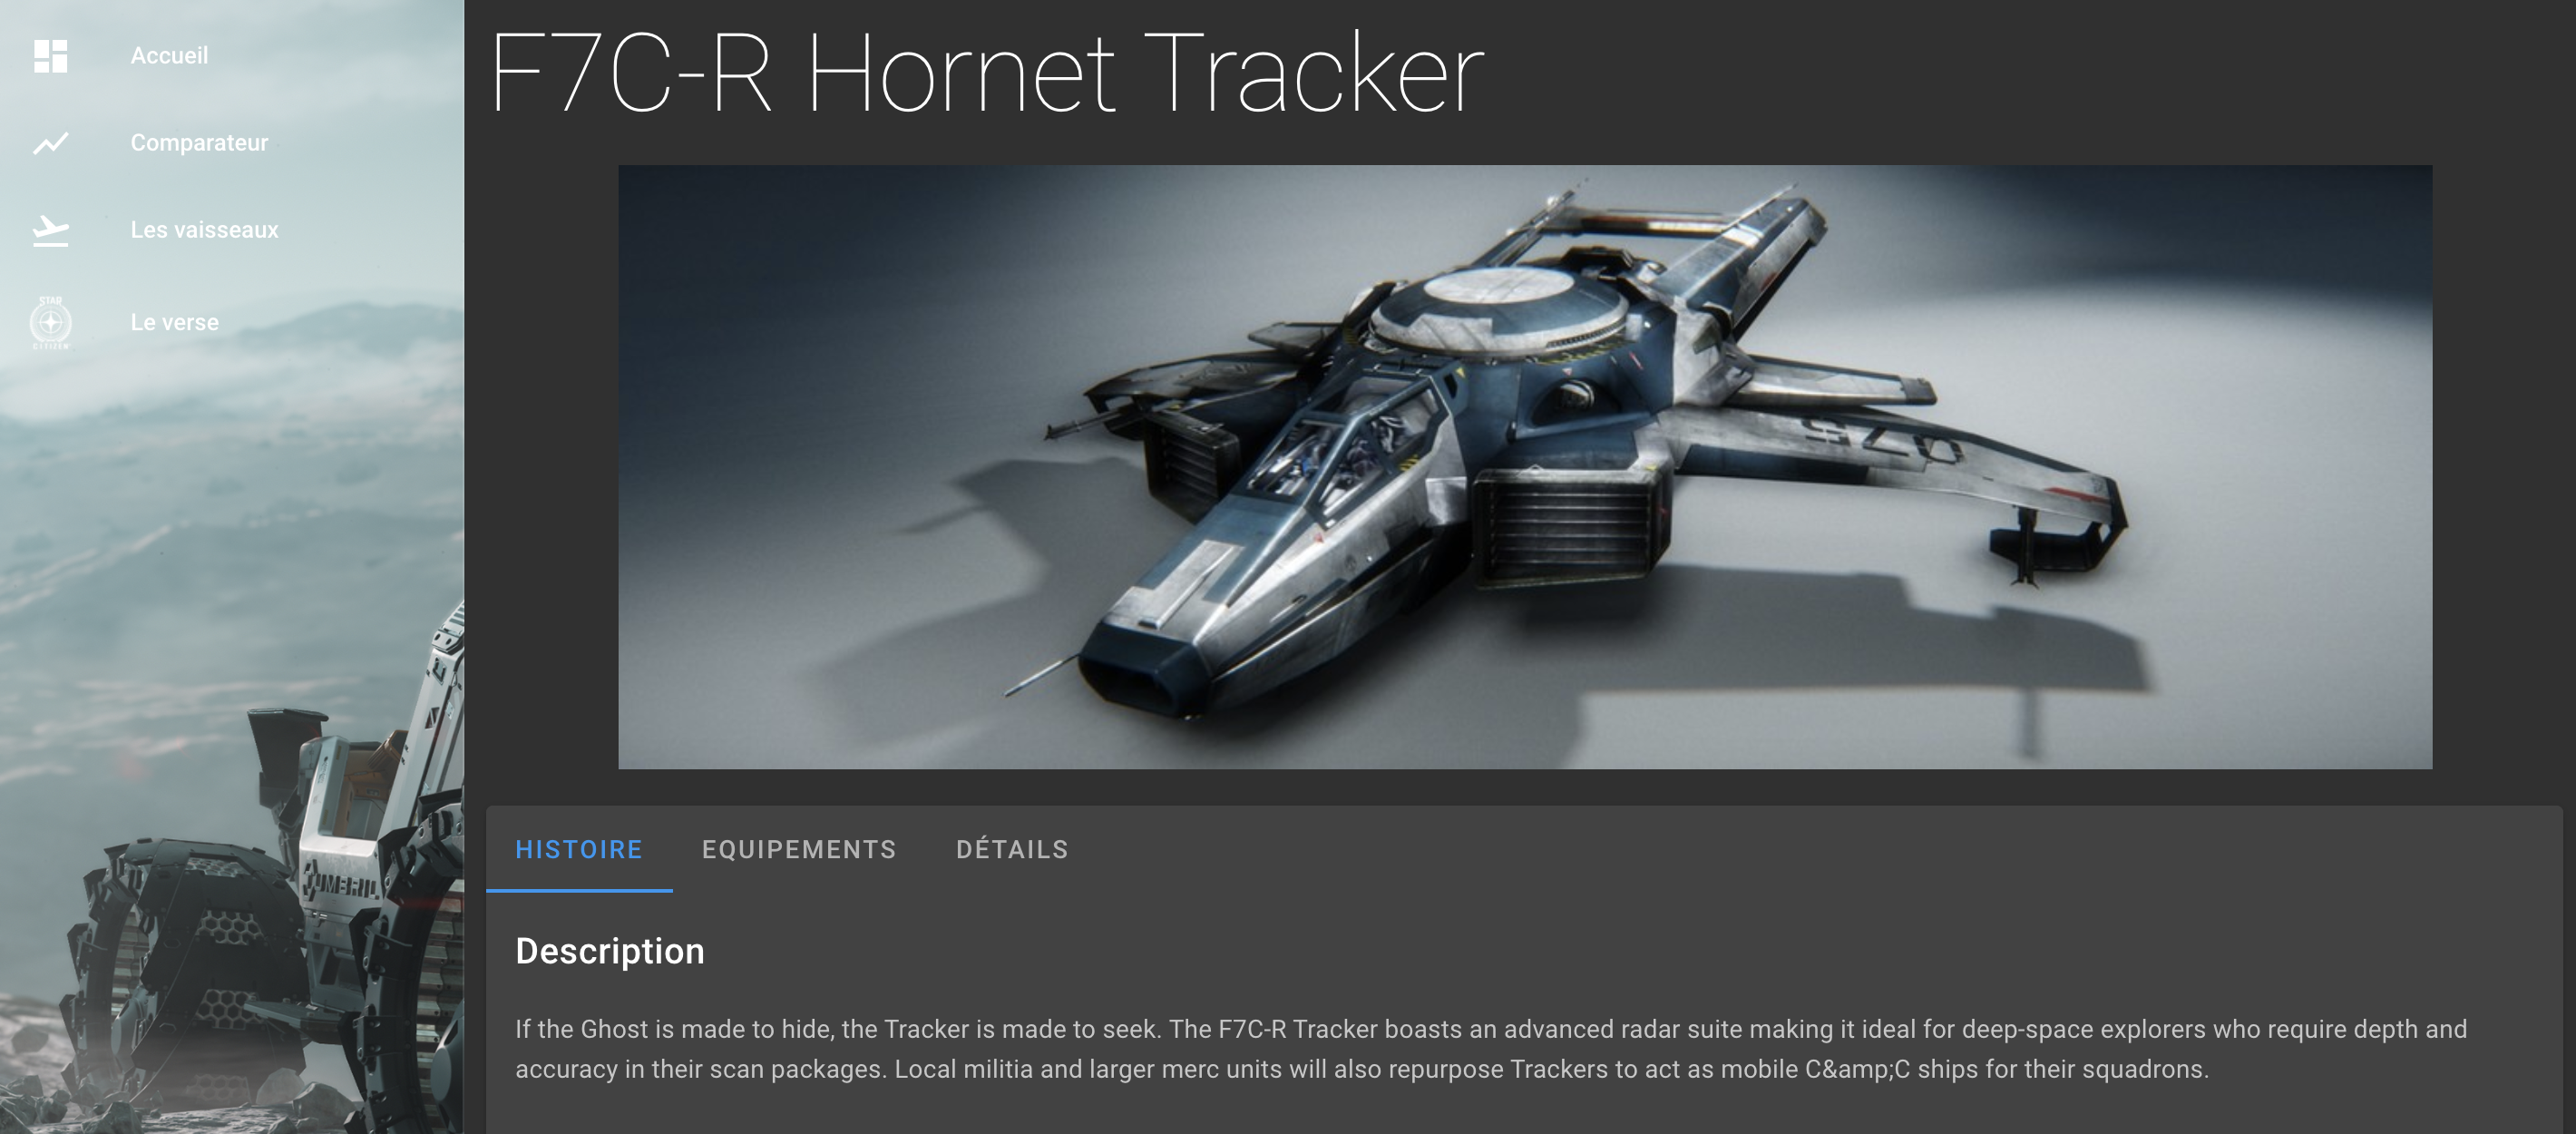 Accueil
Comparateur
Les vaisseaux
STAR
CITIZEN
Le verse
F7C-R Hornet Tracker
HISTOIRE
EQUIPEMENTS
DÉTAILS
Description
If the Ghost is made to hide, the Tracker is made to seek. The F7C-R Tracker boasts an advanced radar suite making it ideal for deep-space explorers who require depth and
accuracy in their scan packages. Local militia and larger merc units will also repurpose Trackers to act as mobile C&amp;C ships for their squadrons.